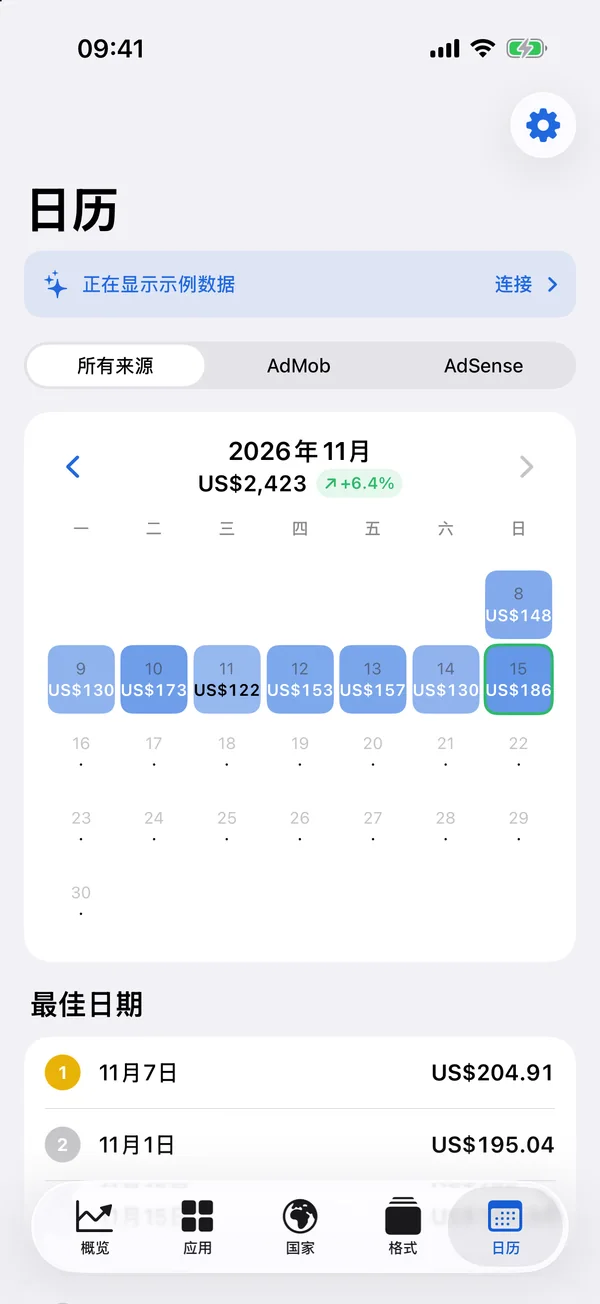 09:41
日历
正在显示示例数据 连接
所有来源 AdMob AdSense
2026年11月
US$2,423 +6.4%
一 二 三 四 五 六 日
8
US$148
9 10 11 12 13 14 15
US$130 US$173 US$122 US$153 US$157 US$130 US$186
16 17 18 19 20 21 22
23 24 25 26 27 28 29
30
最佳日期
1 11月7日 US$204.91
2 11月1日 US$195.04
概览 应用 国家 格式 日历